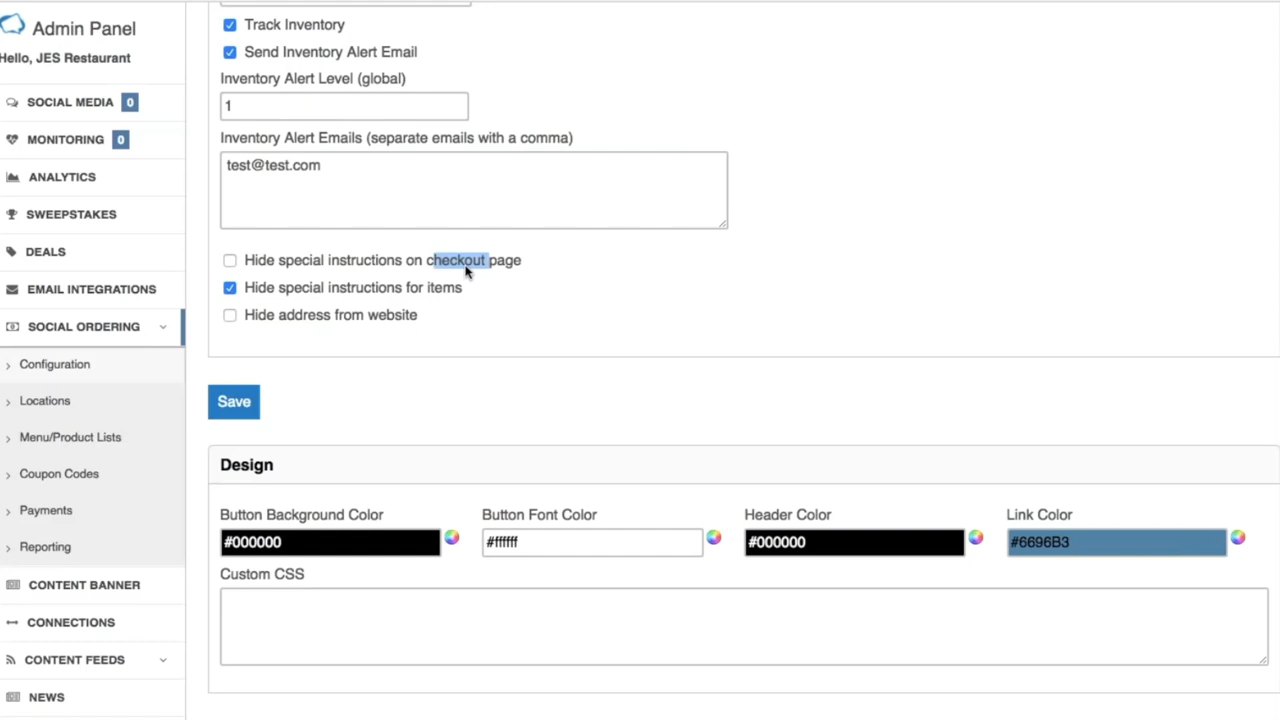 Admin Panel
Hello, JES Restaurant
SOCIAL MEDIA 0
MONITORING 0
ANALYTICS
SWEEPSTAKES
DEALS
EMAIL INTEGRATIONS
SOCIAL ORDERING
Configuration
Locations
Menu/Product Lists
Coupon Codes
Payments
Reporting
CONTENT BANNER
CONNECTIONS
CONTENT FEEDS
NEWS
Track Inventory
Send Inventory Alert Email
Inventory Alert Level (global)
1
Inventory Alert Emails (separate emails with a comma)
test@test.com
Hide special instructions on checkout page
Hide special instructions for items
Hide address from website
Save
Design
Button Background Color Button Font Color Header Color Link Color
#000000 #ffffff #000000 #6696B3
Custom CSS